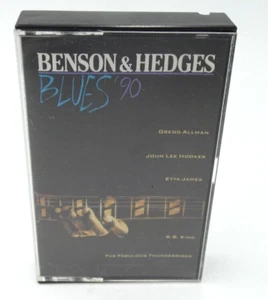 BENSON & HEDGES
BLUES '90
GREGG ALLMAN
JOHN LEE HOOKER
ETTA JAMES
B.B. KING
THE FABULOUS THUNDERBIRDS